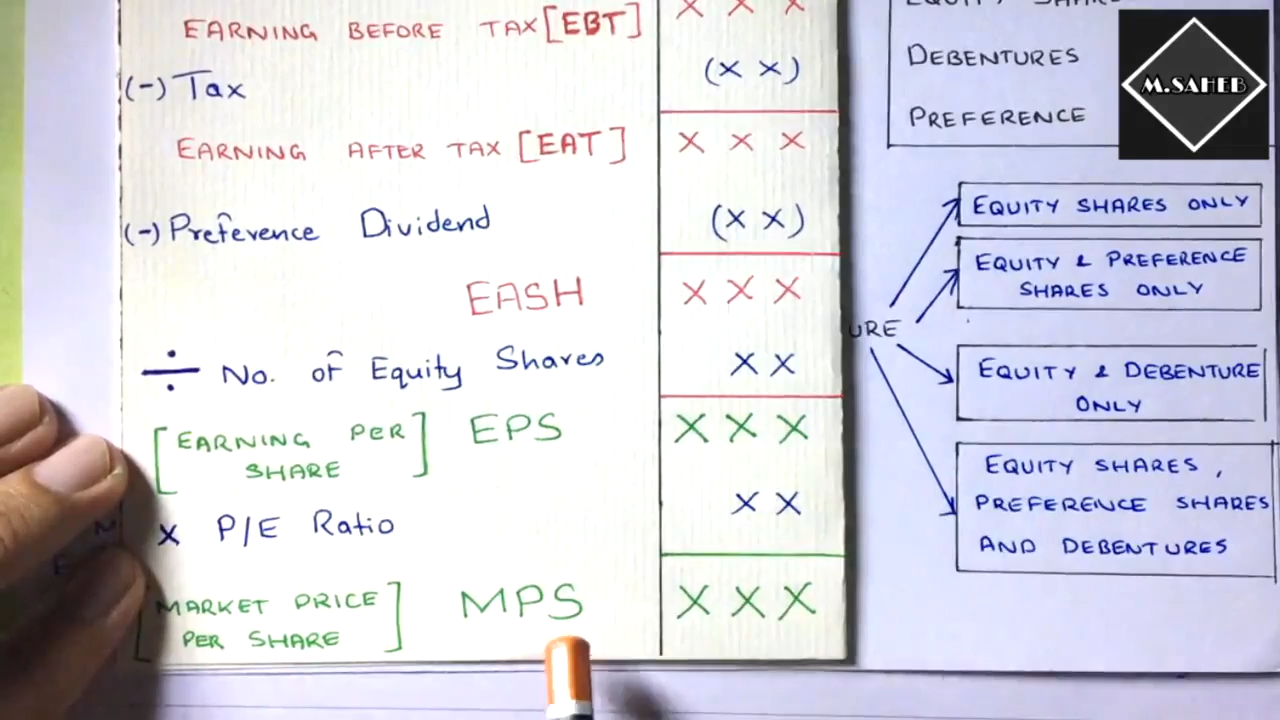 EARNING BEFORE TAX [EBT] X X X
(-) Tax (X X)
EARNING AFTER TAX [EAT] X X X
(-) Preference Dividend (X X)
EASH X X X
÷ No. of Equity Shares X X
[EARNING PER SHARE] EPS X X X
X P/E Ratio X X
[MARKET PRICE PER SHARE] MPS X X X
DEBENTURES
PREFERENCE
M.SAHEB
EQUITY SHARES ONLY
EQUITY & PREFERENCE
SHARES ONLY
URE
EQUITY & DEBENTURE
ONLY
EQUITY SHARES,
PREFERENCE SHARES
AND DEBENTURES